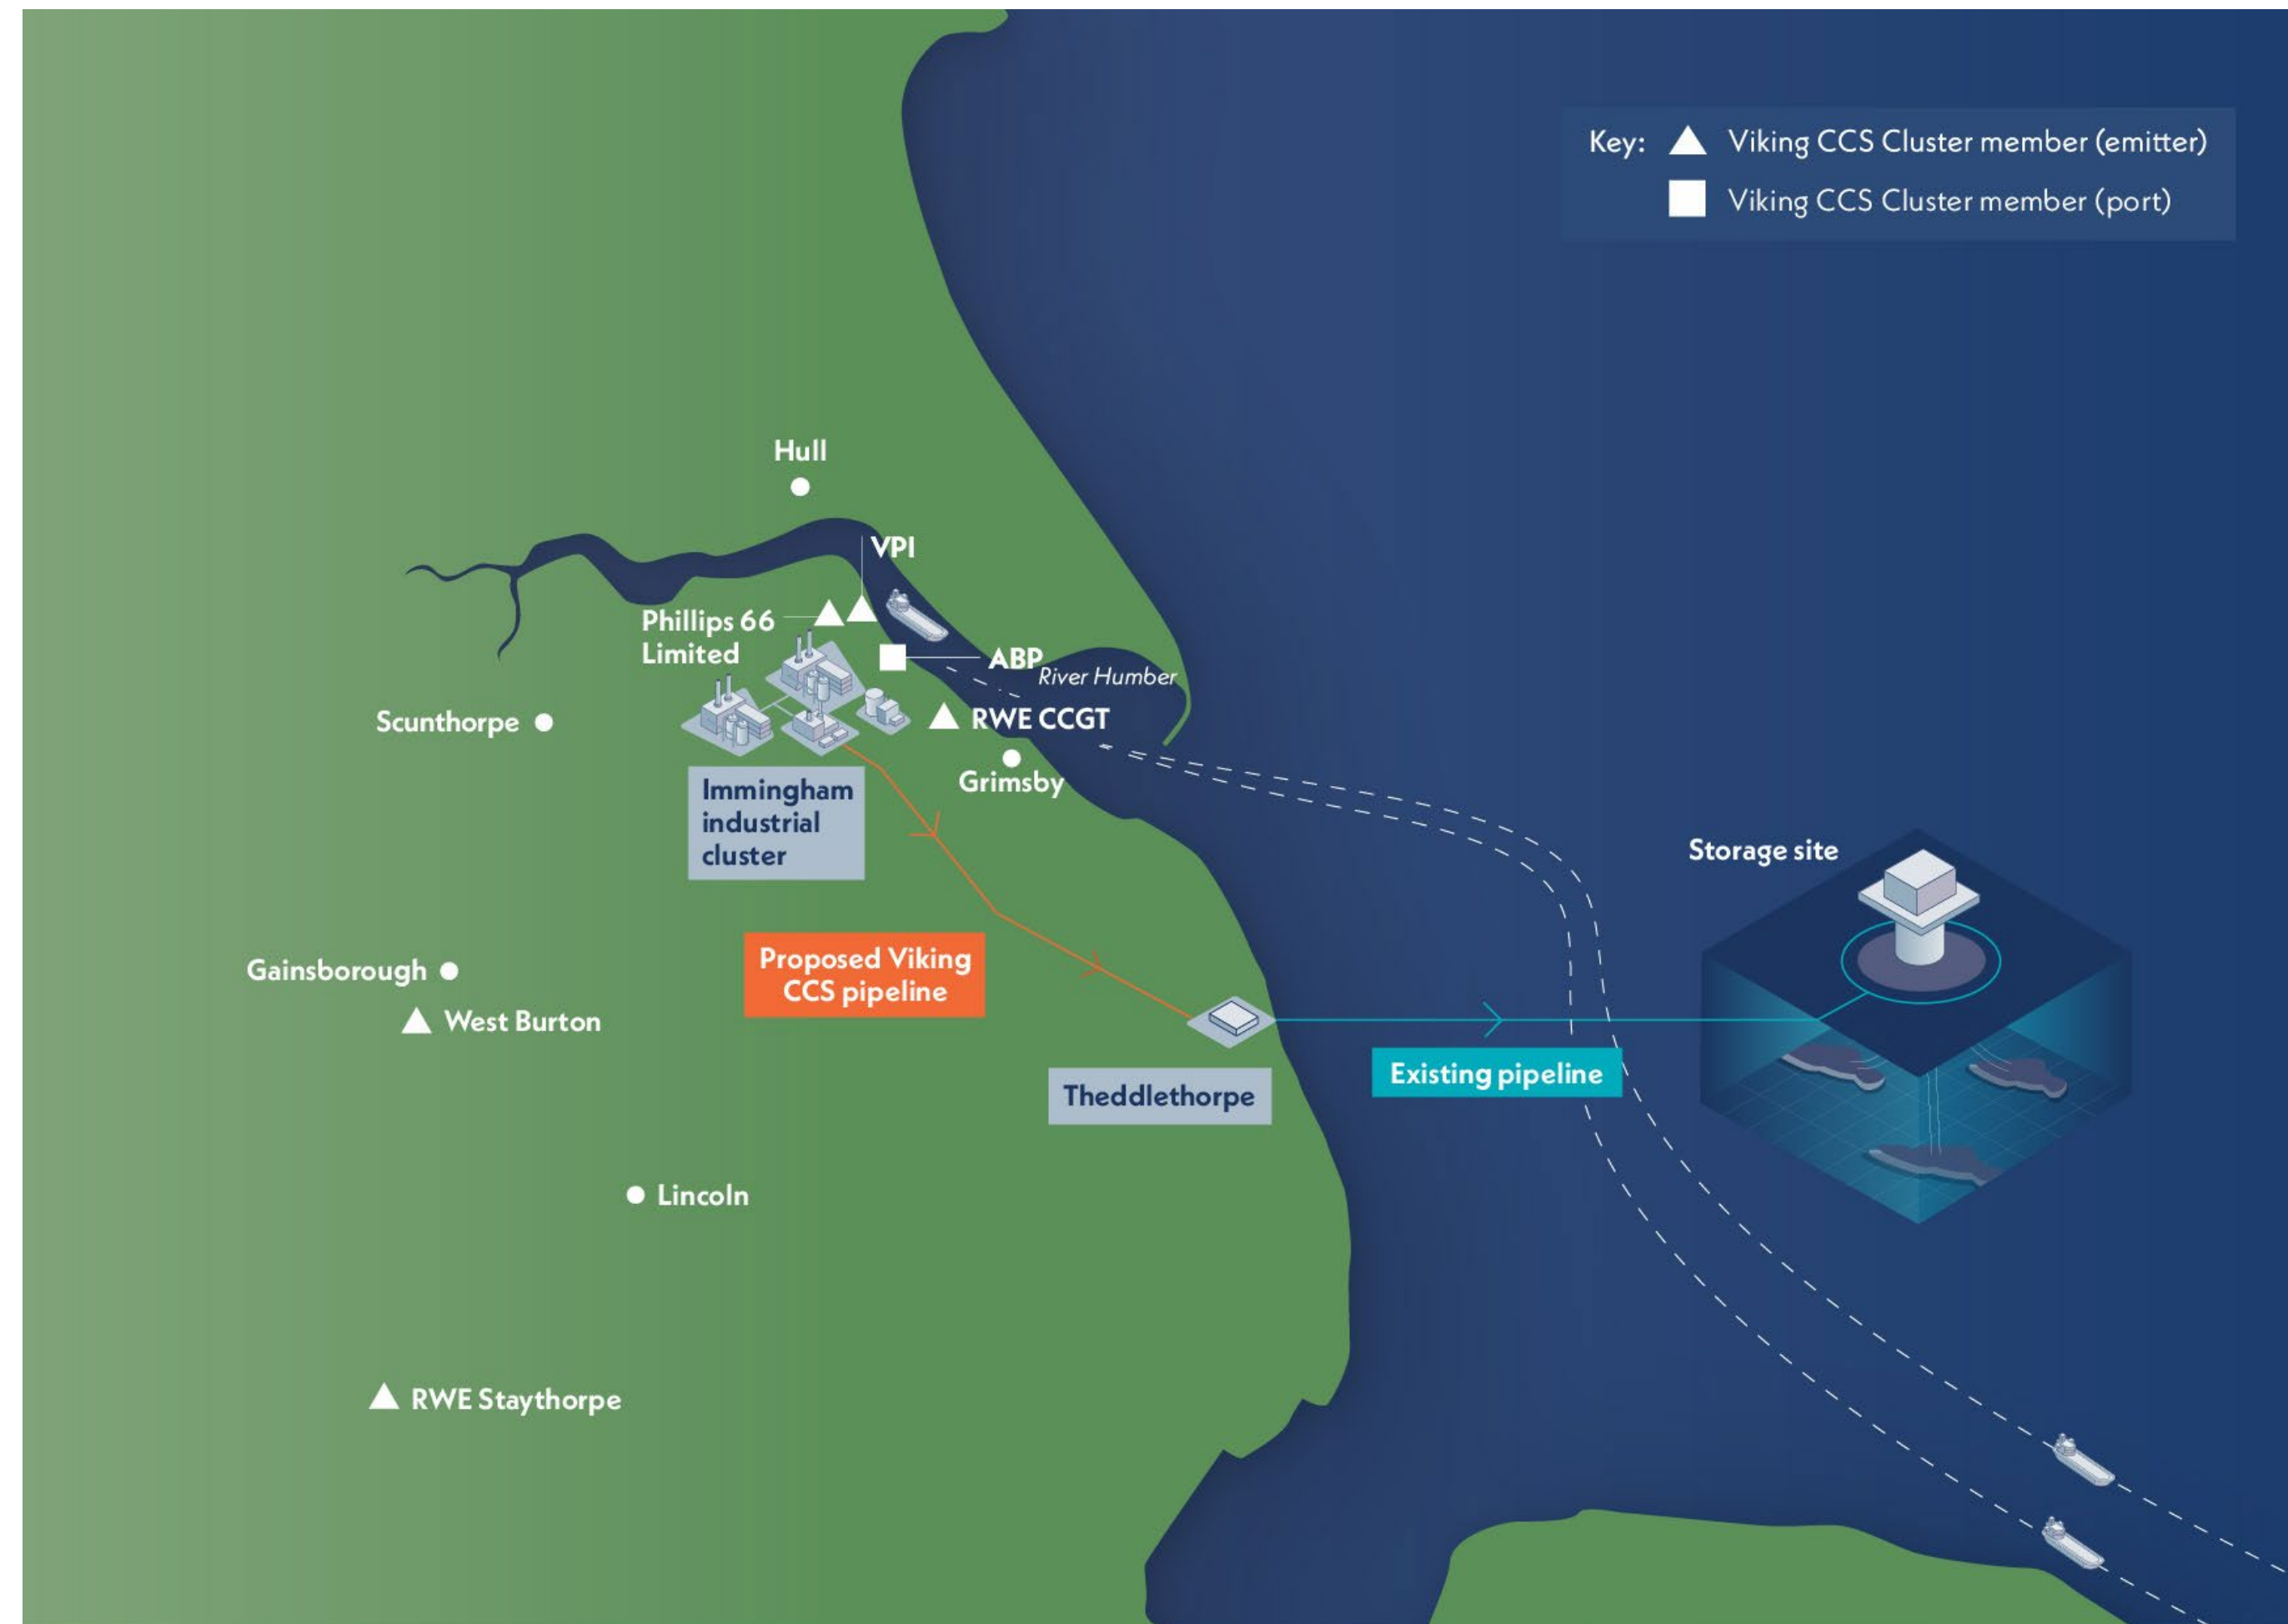 Key:
Viking CCS Cluster member (emitter)
Viking CCS Cluster member (port)
Hull
VPI
Phillips 66
Limited
ABP
River Humber
Scunthorpe
RWE CCGT
Grimsby
Immingham
industrial
cluster
Storage site
Proposed Viking
CCS pipeline
Gainsborough
West Burton
Existing pipeline
Theddlethorpe
Lincoln
RWE Staythorpe